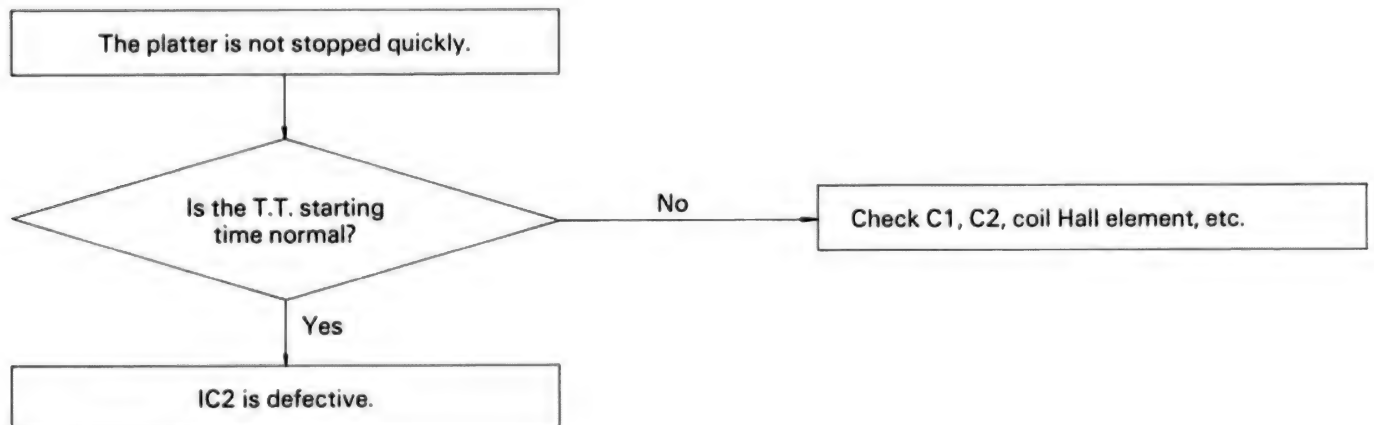 The platter is not stopped quickly.
Is the T.T. starting
time normal?
No
Check C1, C2, coil Hall element, etc.
Yes
IC2 is defective.